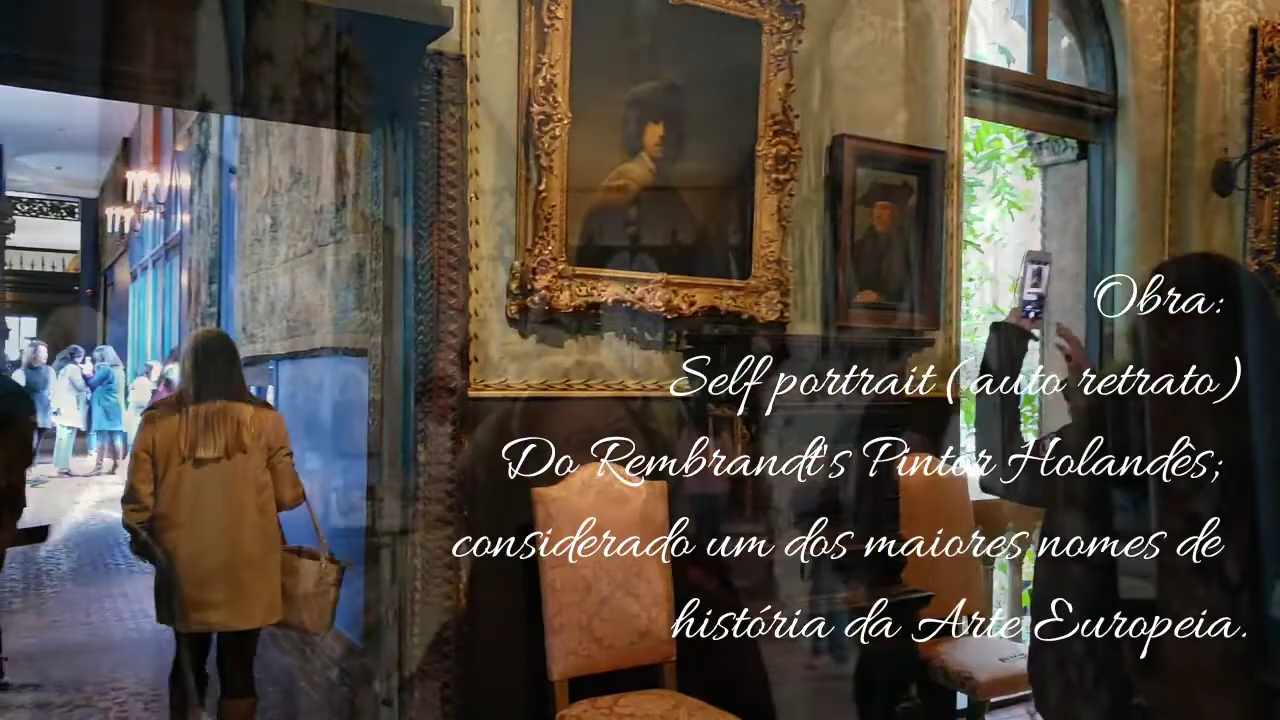 Obra:
Self portrait (auto retrato)
Do Rembrandt's Pintor Holandês;
considerado um dos maiores nomes de
história da Arte Europeia.